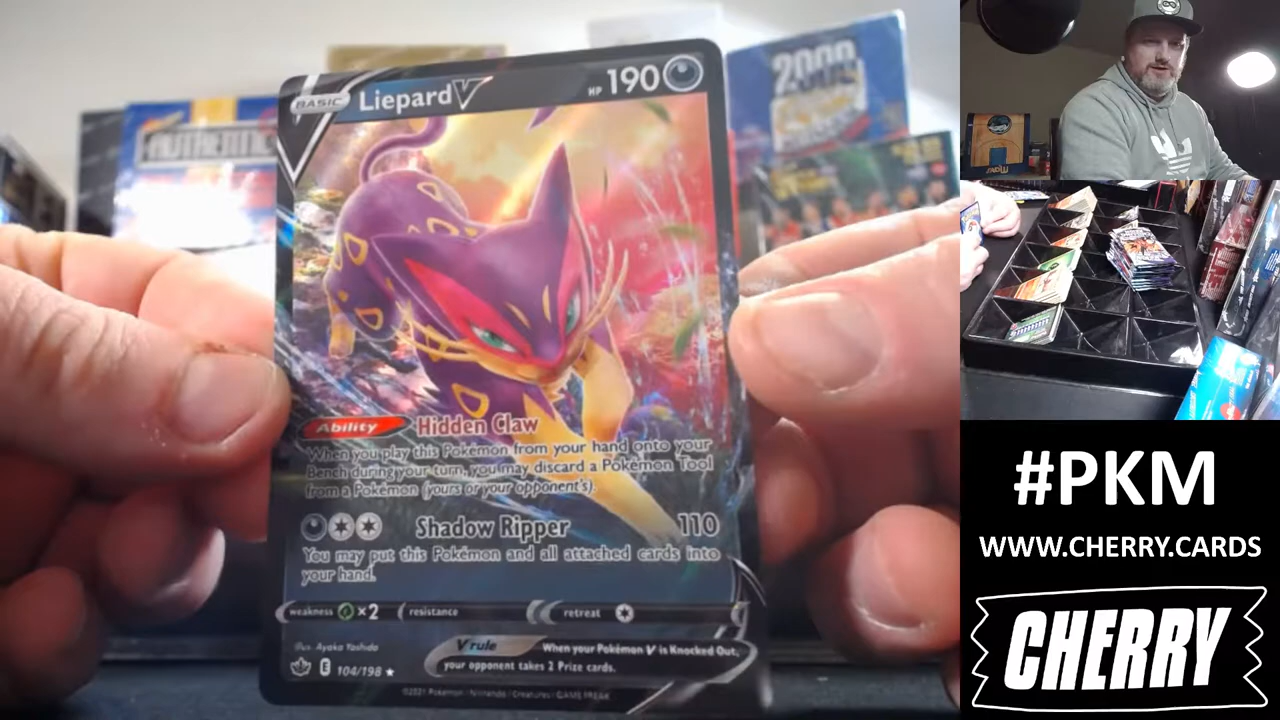 BASIC Liepard V HP 190
Ability Hidden Claw
When you play this Pokémon from your hand onto your
Bench during your turn, you may discard a Pokémon Tool
from a Pokémon (yours or your opponent's).
Shadow Ripper 110
You may put this Pokémon and all attached cards into
your hand.
weakness ×2 resistance retreat
Illus. Ayaka Yoshida
V rule When your Pokémon V is Knocked Out,
your opponent takes 2 Prize cards.
E 104/198 ★
©2021 Pokémon / Nintendo / Creatures / GAME FREAK
AUTHENTIC
2000
#PKM
WWW.CHERRY.CARDS
CHERRY